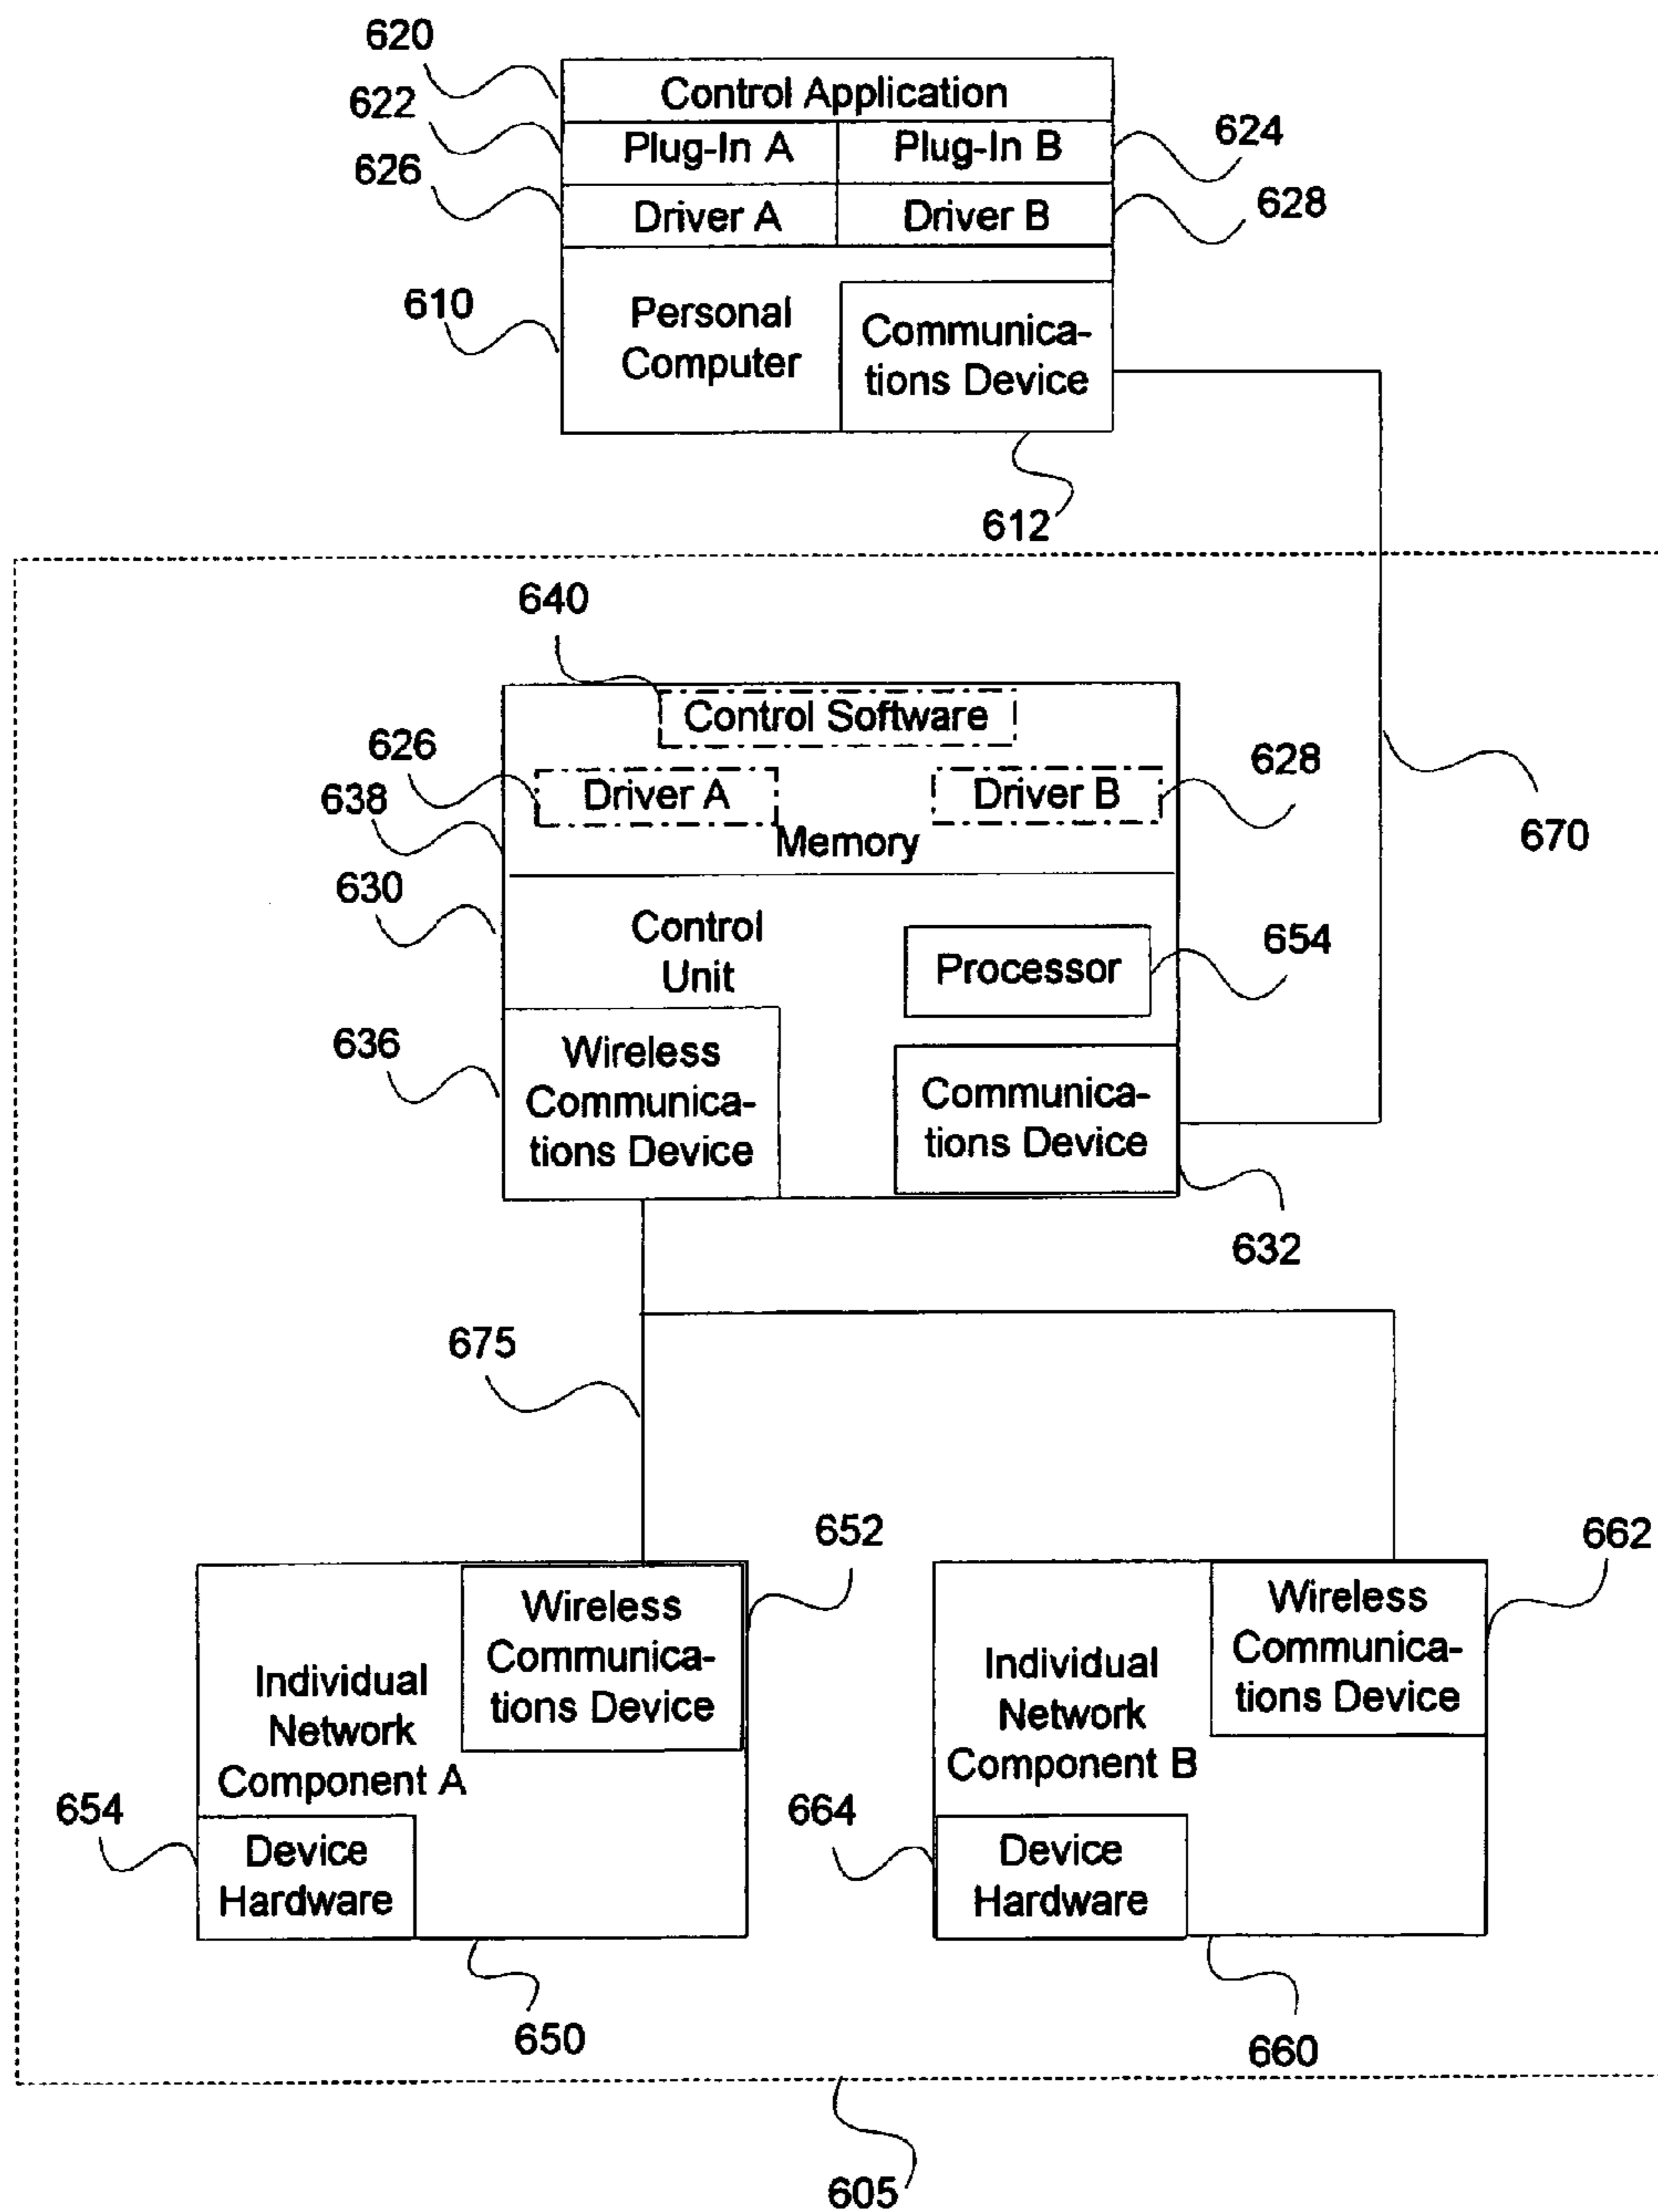 620
Control Application
622
Plug-In A
Plug-In B
624
626
Driver A
Driver B
628
610
Personal
Computer
Communica-
tions Device
612
640
Control Software
626
Driver A
Driver B
628
638
Memory
670
630
Control
Unit
Processor
654
636
Wireless
Communica-
tions Device
Communica-
tions Device
632
675
652
662
Wireless
Communica-
tions Device
Individual
Network
Component A
Wireless
Communica-
tions Device
Individual
Network
Component B
654
Device
Hardware
664
Device
Hardware
650
660
605